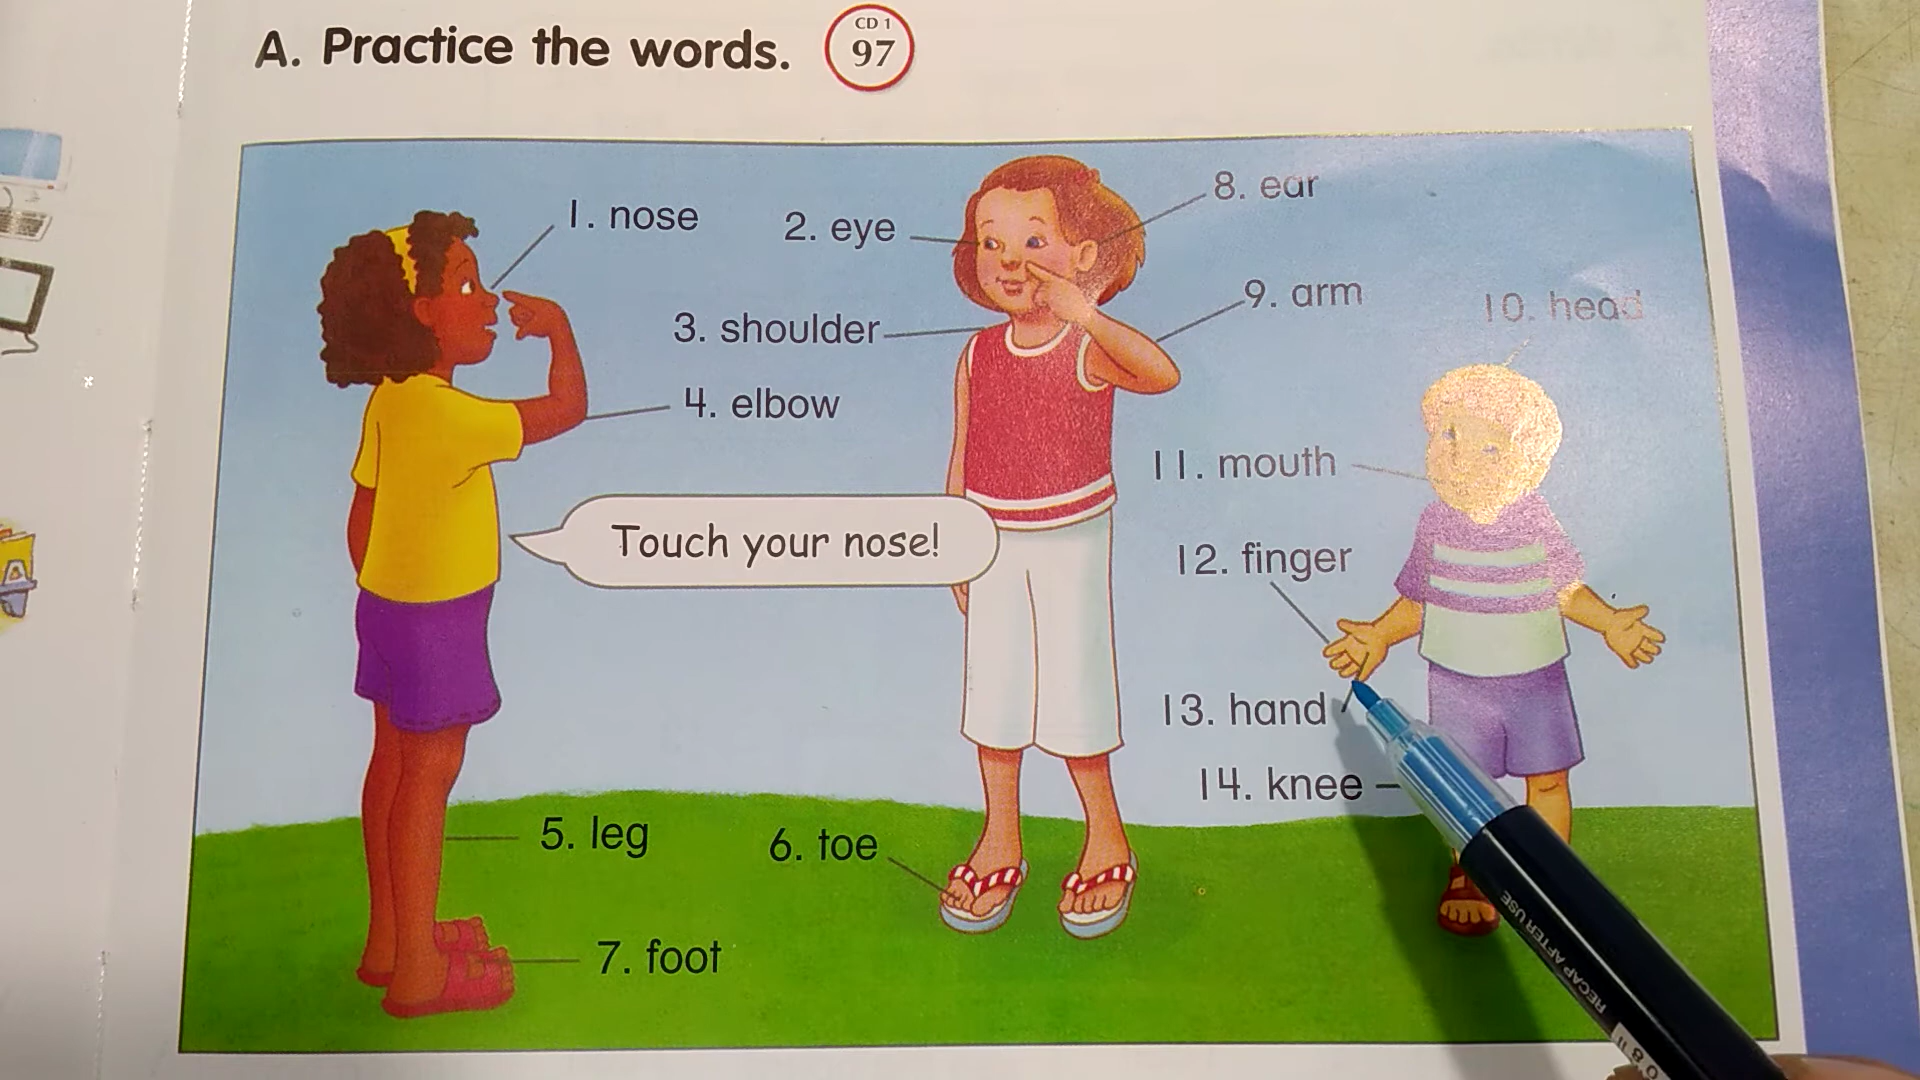 A. Practice the words.
CD 1
97
1. nose
2. eye
3. shoulder
4. elbow
Touch your nose!
5. leg
6. toe
7. foot
8. ear
9. arm
10. head
11. mouth
12. finger
13. hand
14. knee
RECAP AFTER USE